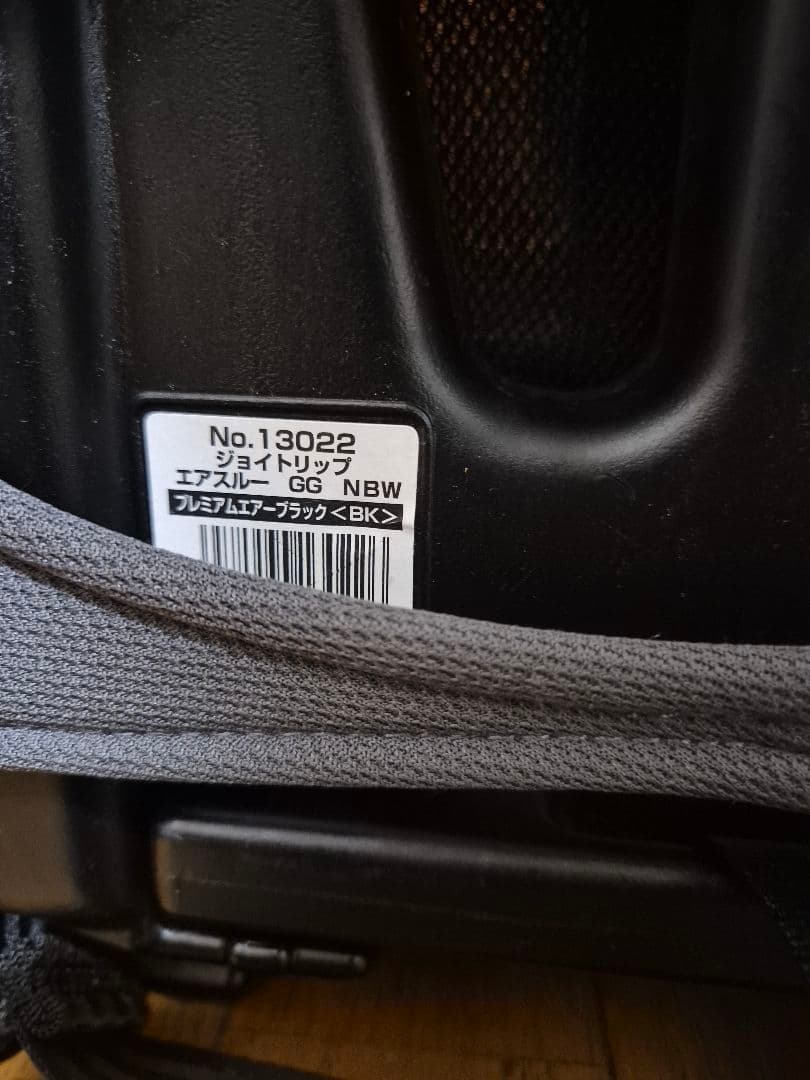 No.13022
ジョイトリップ
エアスルー GG NBW
プレミアムエアーブラック<BK>